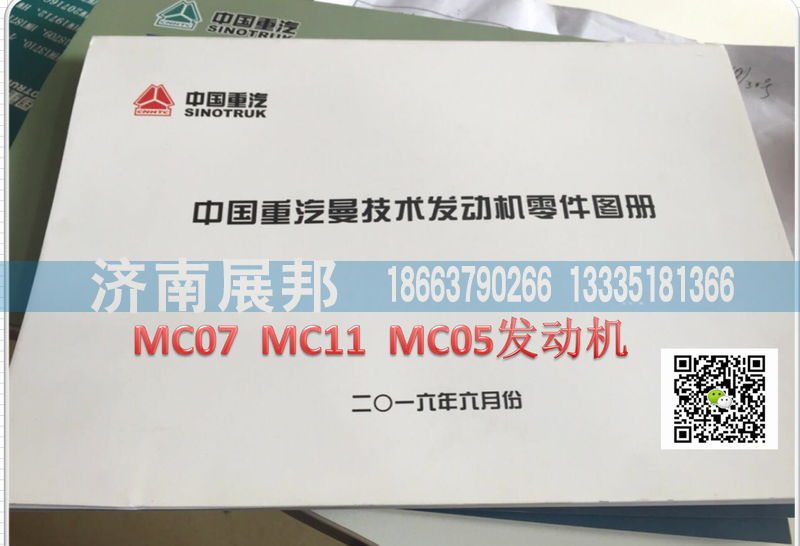 中国重汽
SINOTRUK
CNHTC
中国重汽
SINOTRUK
中国重汽曼技术发动机零件图册
济南展邦 18663790266 13335181366
MC07 MC11 MC05发动机
二〇一六年六月份